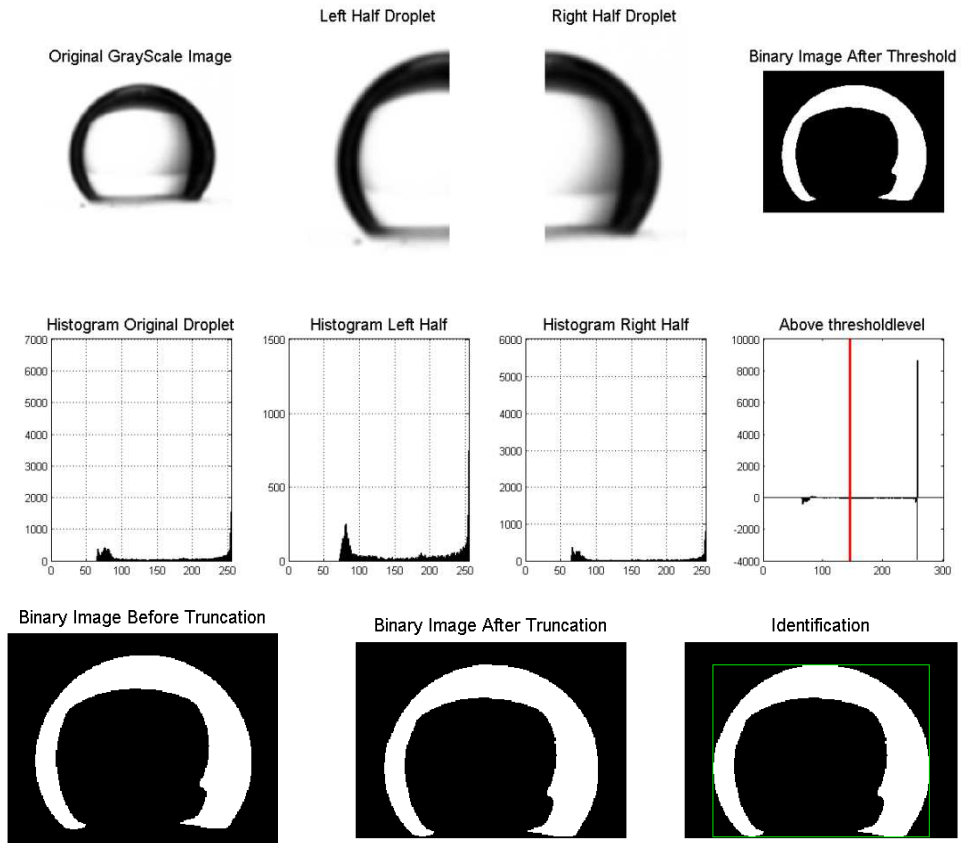 Left Half Droplet
Right Half Droplet
Original GrayScale Image
Binary Image After Threshold
Histogram Original Droplet
7000
6000
5000
4000
3000
2000
1000
0
0 50 100 150 200 250
Histogram Left Half
1500
1000
500
0
0 50 100 150 200 250
Histogram Right Half
6000
5000
4000
3000
2000
1000
0
0 50 100 150 200 250
Above thresholdlevel
10000
8000
6000
4000
2000
0
-2000
-4000
0 100 200 300
Binary Image Before Truncation
Binary Image After Truncation
Identification